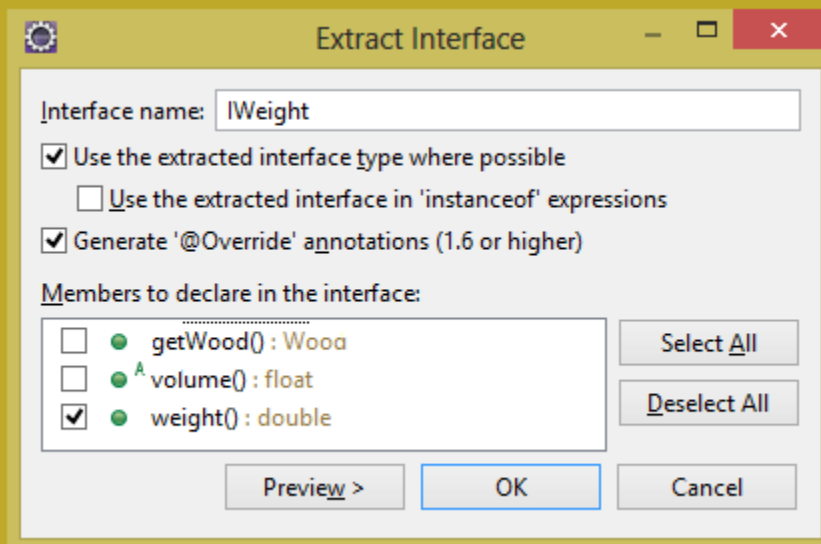 Extract Interface
Interface name: IWeight
Use the extracted interface type where possible
Use the extracted interface in 'instanceof' expressions
Generate '@Override' annotations (1.6 or higher)
Members to declare in the interface:
getWood() : Wood
A volume() : float
weight() : double
Select All
Deselect All
Preview >
OK
Cancel